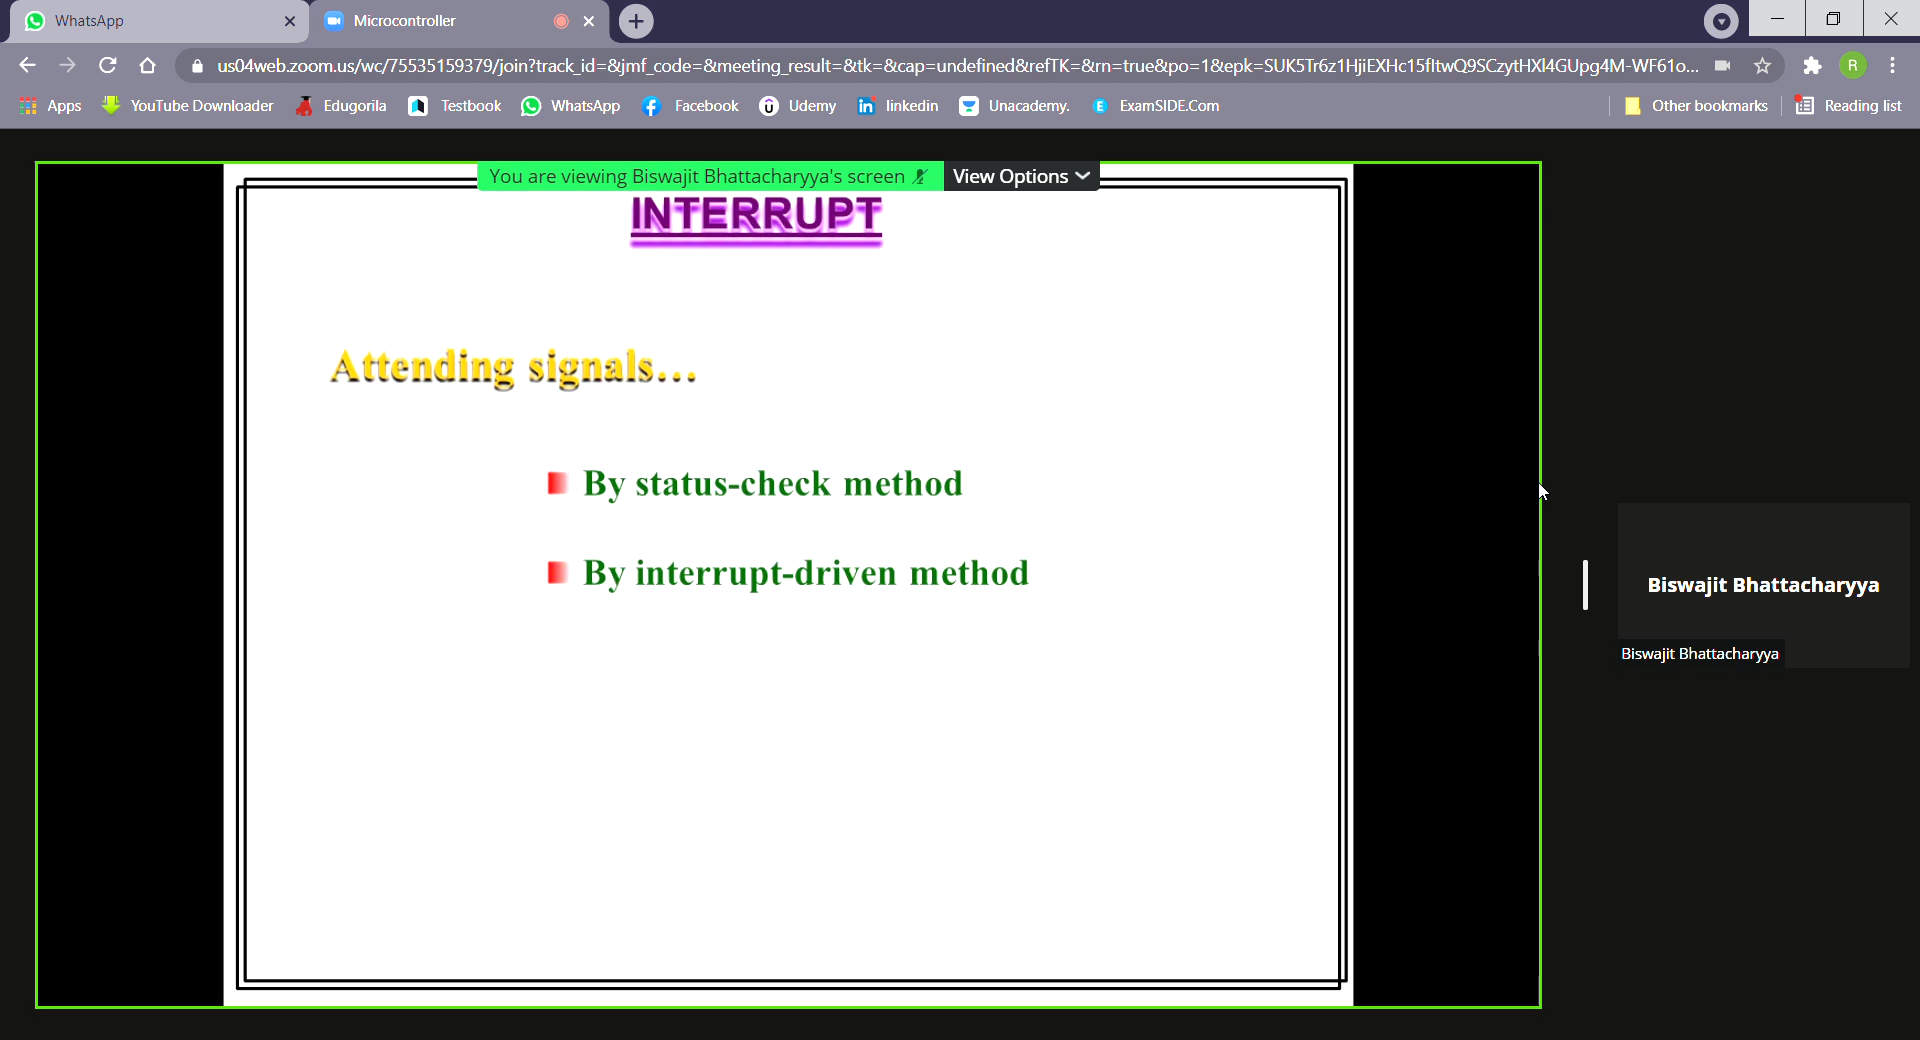 WhatsApp
Microcontroller
us04web.zoom.us/wc/75535159379/join?track_id=&jmf_code=&meeting_result=&tk=&cap=undefined&refTK=&rn=true&po=1&epk=SUK5Tr6z1HjiEXHc15fItwQ9SCzytHXl4GUpg4M-WF61o...
R
Apps YouTube Downloader Edugorila Testbook WhatsApp Facebook Udemy linkedin Unacademy. ExamSIDE.Com Other bookmarks Reading list
You are viewing Biswajit Bhattacharyya's screen View Options
INTERRUPT
Attending signals...
By status-check method
By interrupt-driven method
Biswajit Bhattacharyya
Biswajit Bhattacharyya